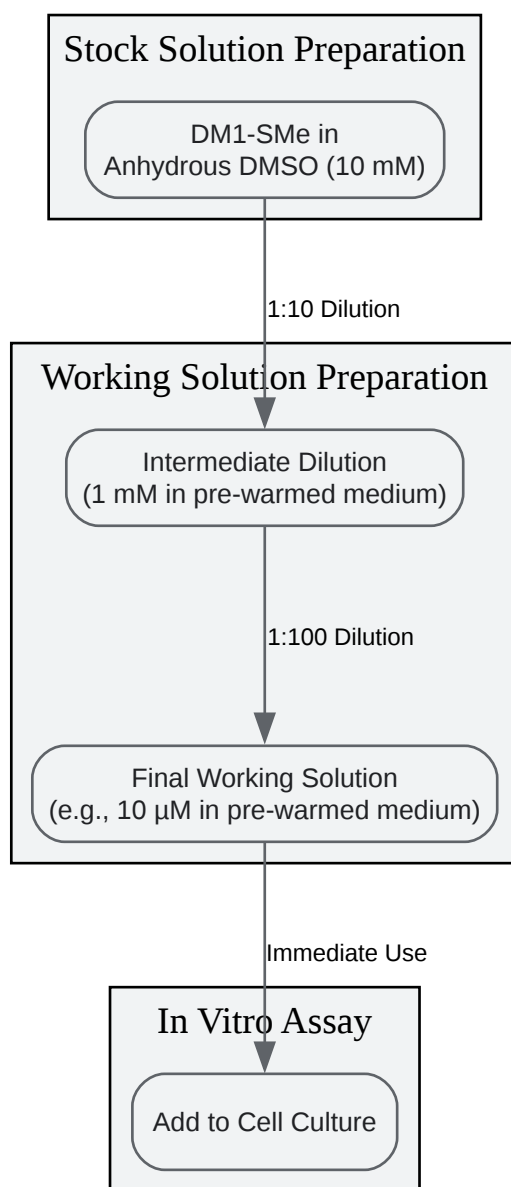 Stock Solution Preparation
DM1-SMe in
Anhydrous DMSO (10 mM)
1:10 Dilution
Working Solution Preparation
Intermediate Dilution
(1 mM in pre-warmed medium)
1:100 Dilution
Final Working Solution
(e.g., 10 µM in pre-warmed medium)
Immediate Use
In Vitro Assay
Add to Cell Culture